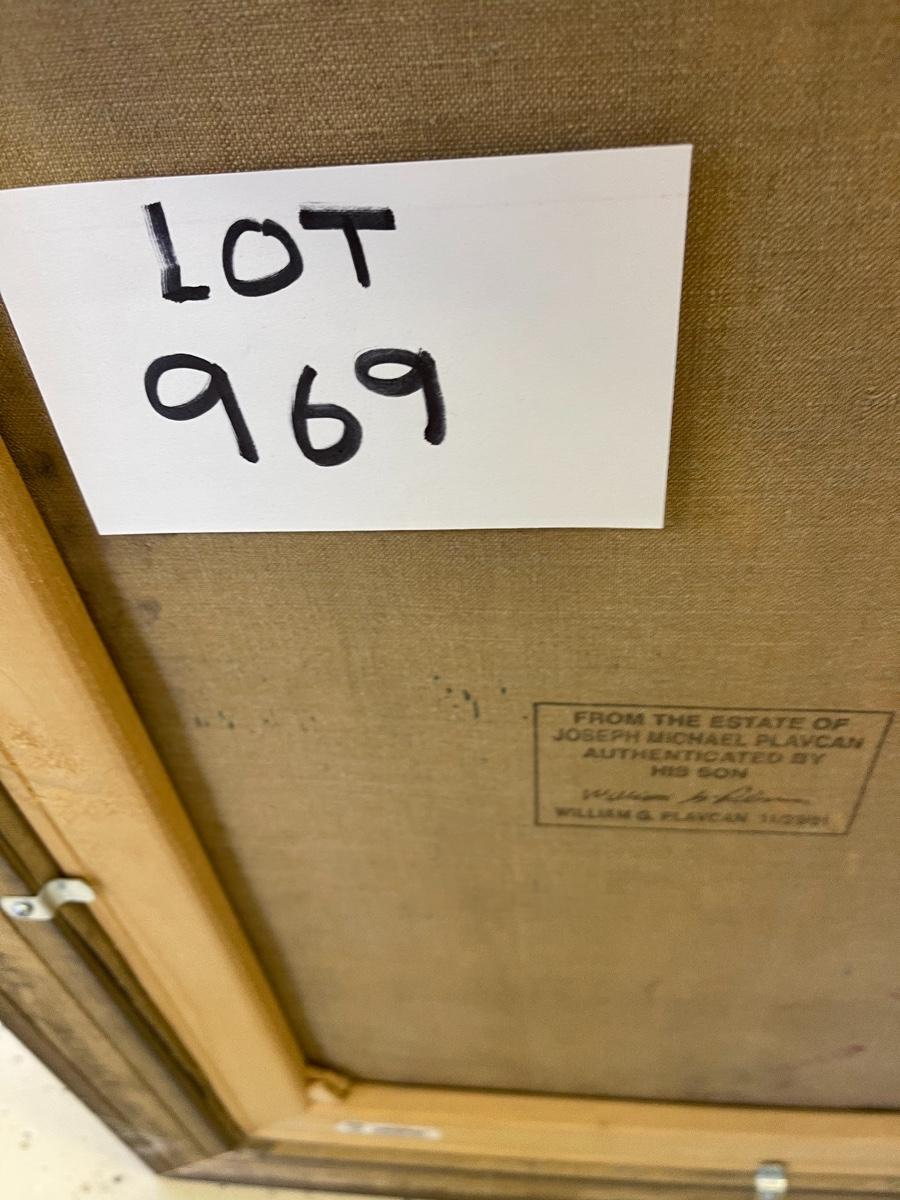 LOT
969
FROM THE ESTATE OF
JOSEPH MICHAEL PLAVCAN
AUTHENTICATED BY
HIS SON
WILLIAM G. PLAVCAN